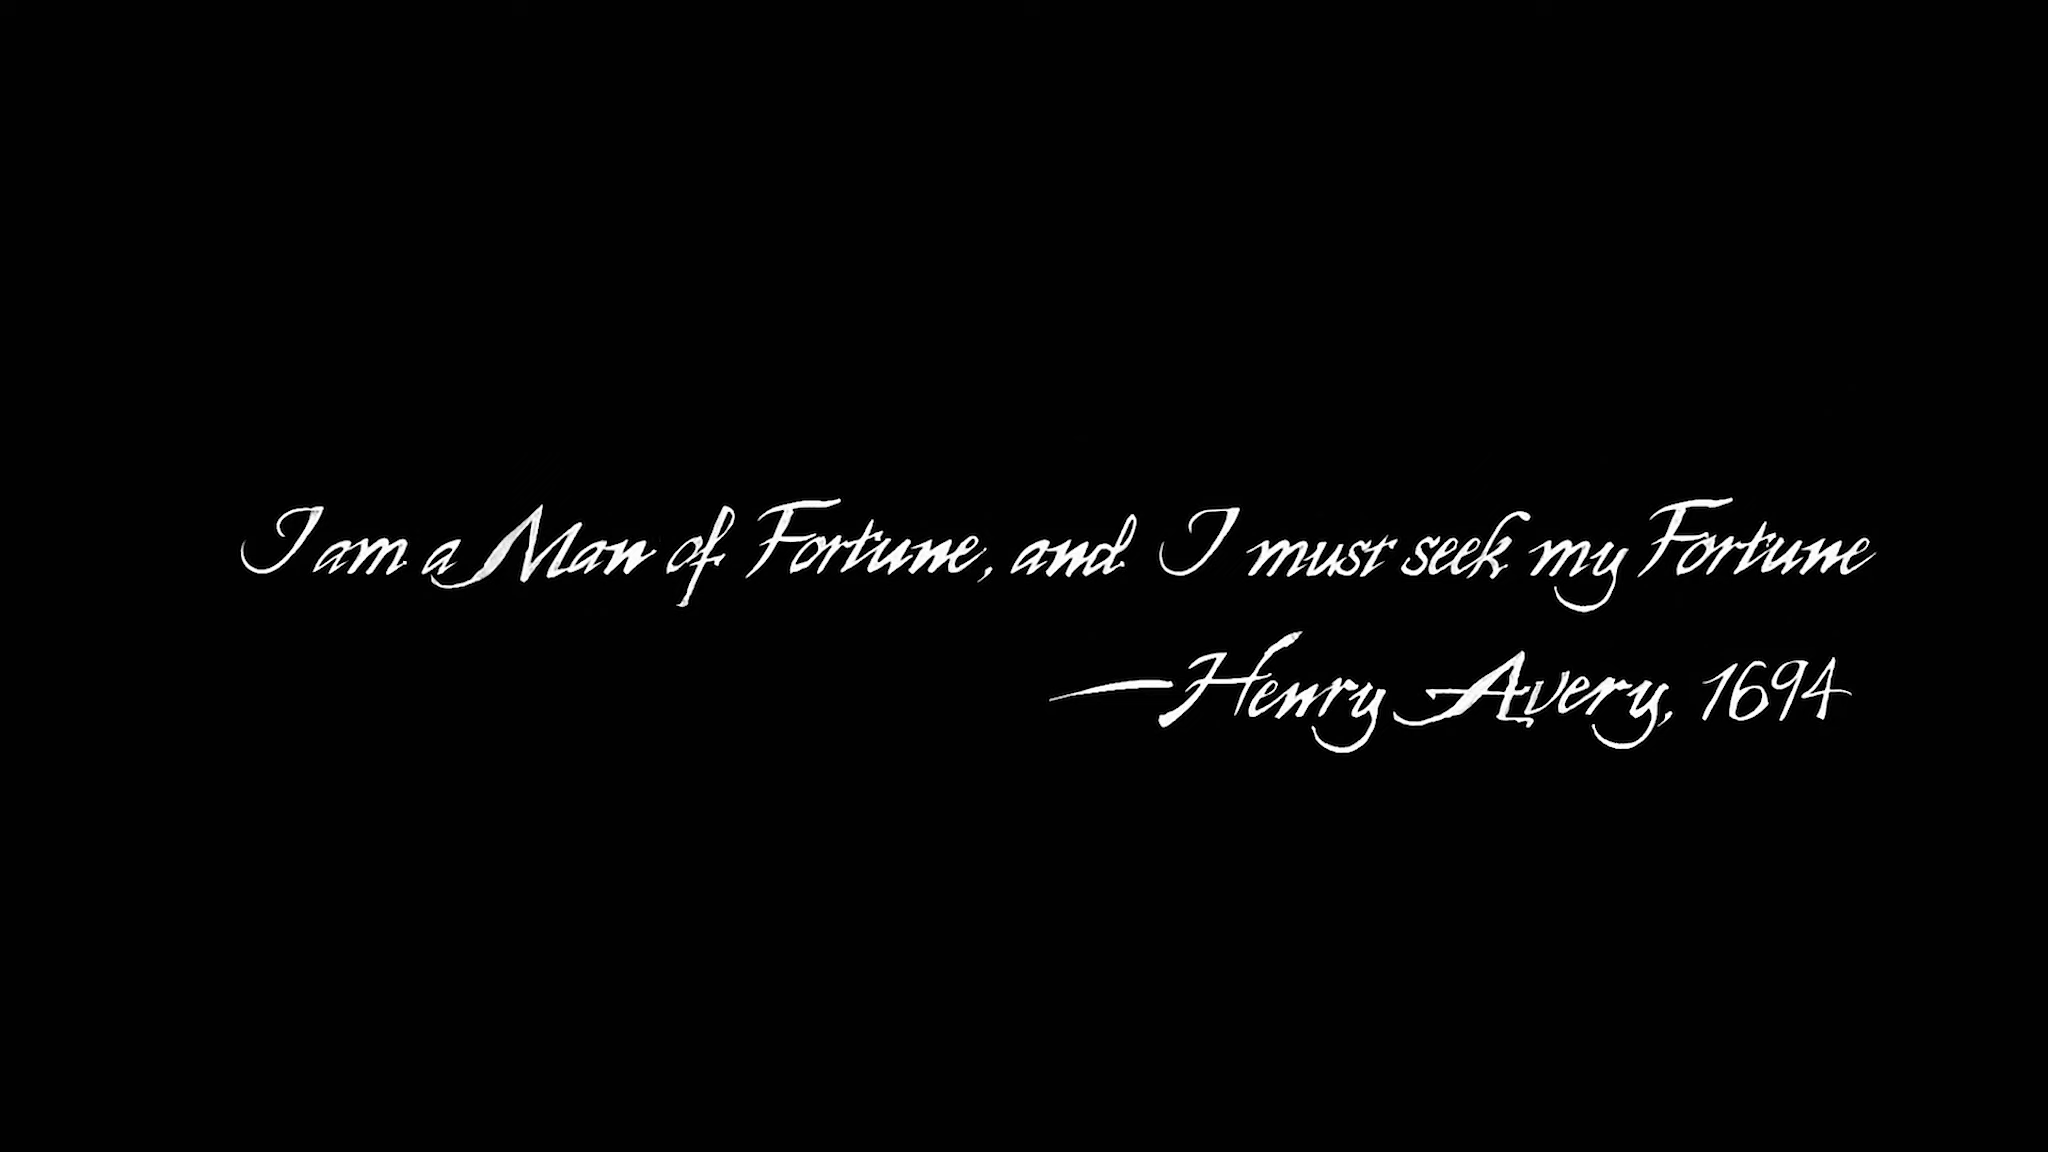 I am a Man of Fortune, and I must seek my Fortune
—Henry Avery, 1694